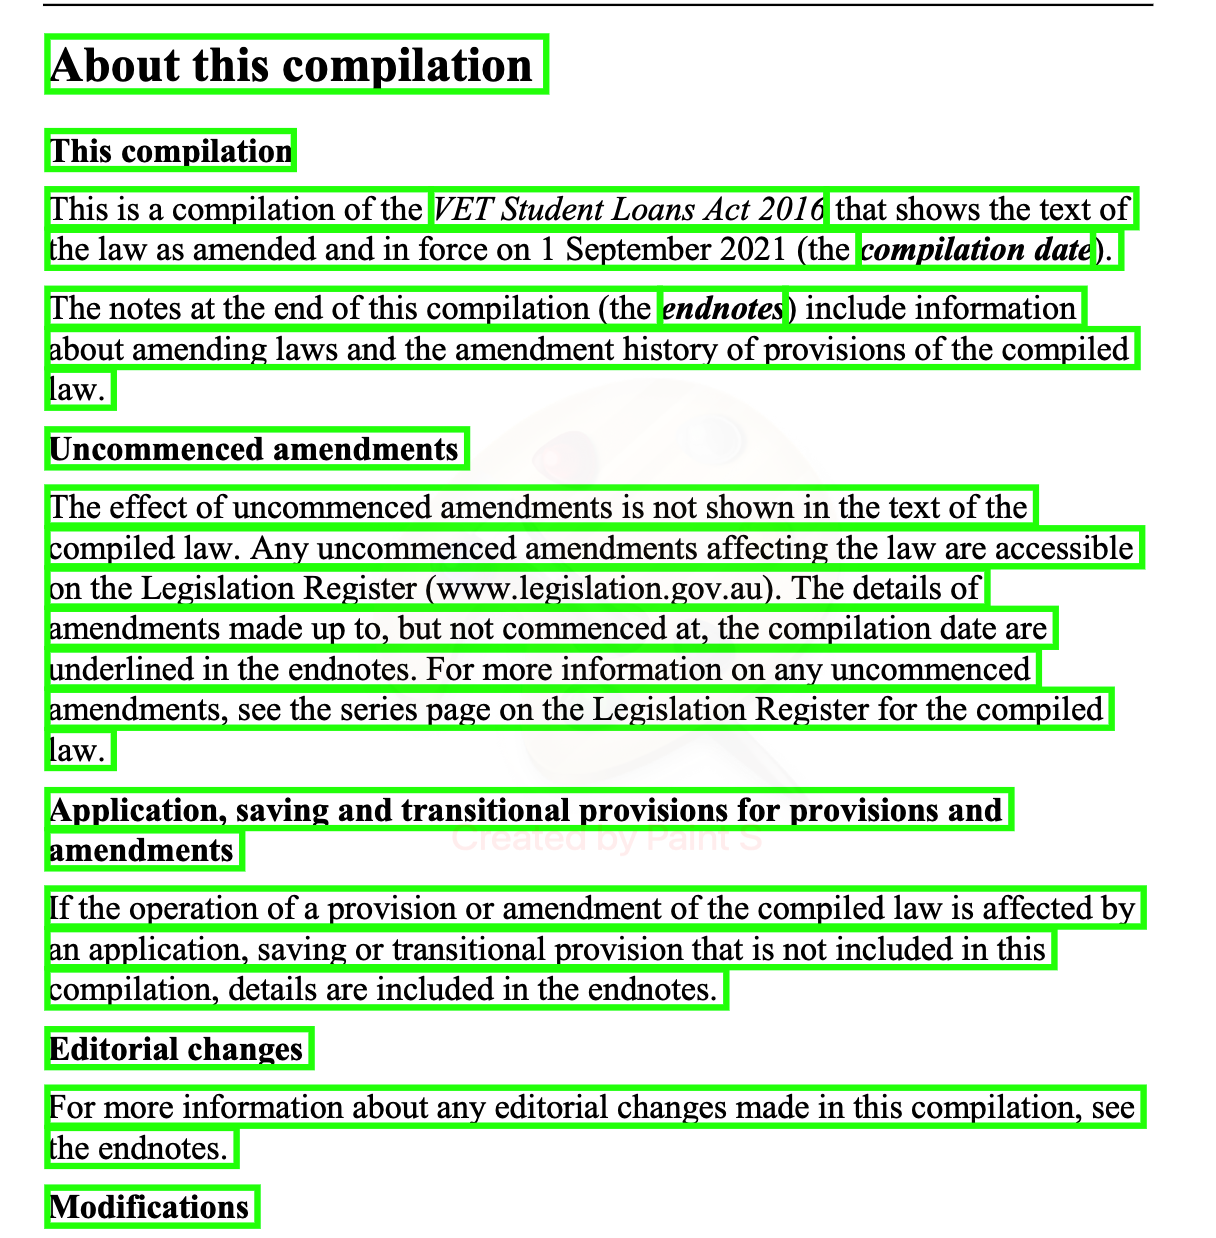 About this compilation
This compilation
This is a compilation of the VET Student Loans Act 2016 that shows the text of
the law as amended and in force on 1 September 2021 (the compilation date).
The notes at the end of this compilation (the endnotes) include information
about amending laws and the amendment history of provisions of the compiled
law.
Uncommenced amendments
The effect of uncommenced amendments is not shown in the text of the
compiled law. Any uncommenced amendments affecting the law are accessible
on the Legislation Register (www.legislation.gov.au). The details of
amendments made up to, but not commenced at, the compilation date are
underlined in the endnotes. For more information on any uncommenced
amendments, see the series page on the Legislation Register for the compiled
law.
Application, saving and transitional provisions for provisions and
amendments
Created by Paint S
If the operation of a provision or amendment of the compiled law is affected by
an application, saving or transitional provision that is not included in this
compilation, details are included in the endnotes.
Editorial changes
For more information about any editorial changes made in this compilation, see
the endnotes.
Modifications